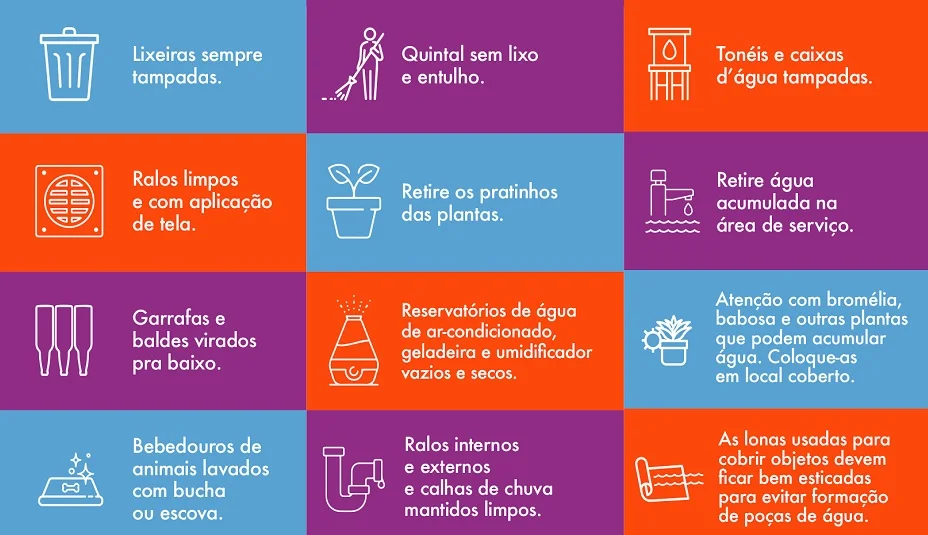 Lixeiras sempre
tampadas.
Quintal sem lixo
e entulho.
Tonéis e caixas
d’água tampadas.
Ralos limpos
e com aplicação
de tela.
Retire os pratinhos
das plantas.
Retire água
acumulada na
área de serviço.
Garrafas e
baldes virados
pra baixo.
Reservatórios de água
de ar-condicionado,
geladeira e umidificador
vazios e secos.
Atenção com bromélia,
babosa e outras plantas
que podem acumular
água. Coloque-as
em local coberto.
Bebedouros de
animais lavados
com bucha
ou escova.
Ralos internos
e externos
e calhas de chuva
mantidos limpos.
As lonas usadas para
cobrir objetos devem
ficar bem esticadas
para evitar formação
de poças de água.